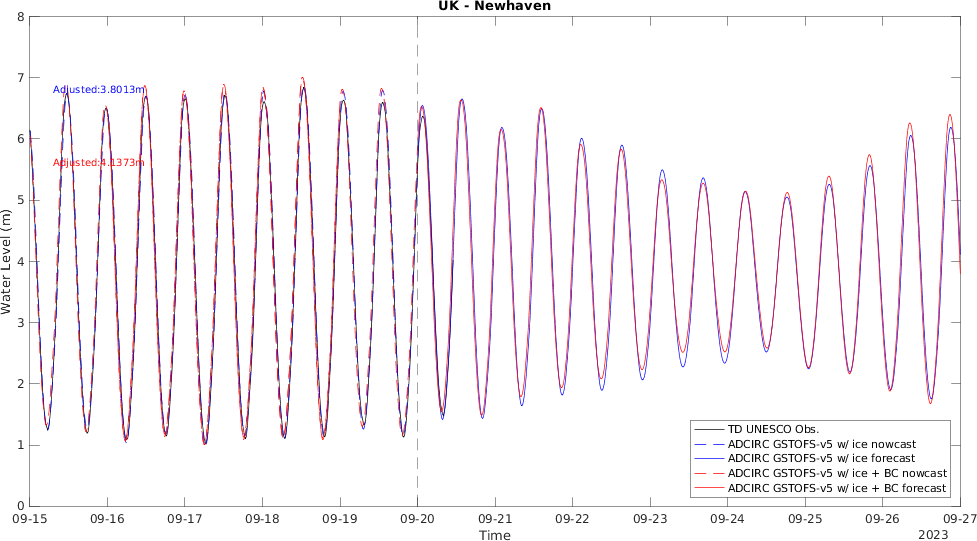 UK - Newhaven
8
7
6
5
4
3
2
1
0
Water Level (m)
Adjusted:3.8013m
Adjusted:4.1373m
TD UNESCO Obs.
ADCIRC GSTOFS-v5 w/ ice nowcast
ADCIRC GSTOFS-v5 w/ ice forecast
ADCIRC GSTOFS-v5 w/ ice + BC nowcast
ADCIRC GSTOFS-v5 w/ ice + BC forecast
09-15 09-16 09-17 09-18 09-19 09-20 09-21 09-22 09-23 09-24 09-25 09-26 09-27
Time
2023